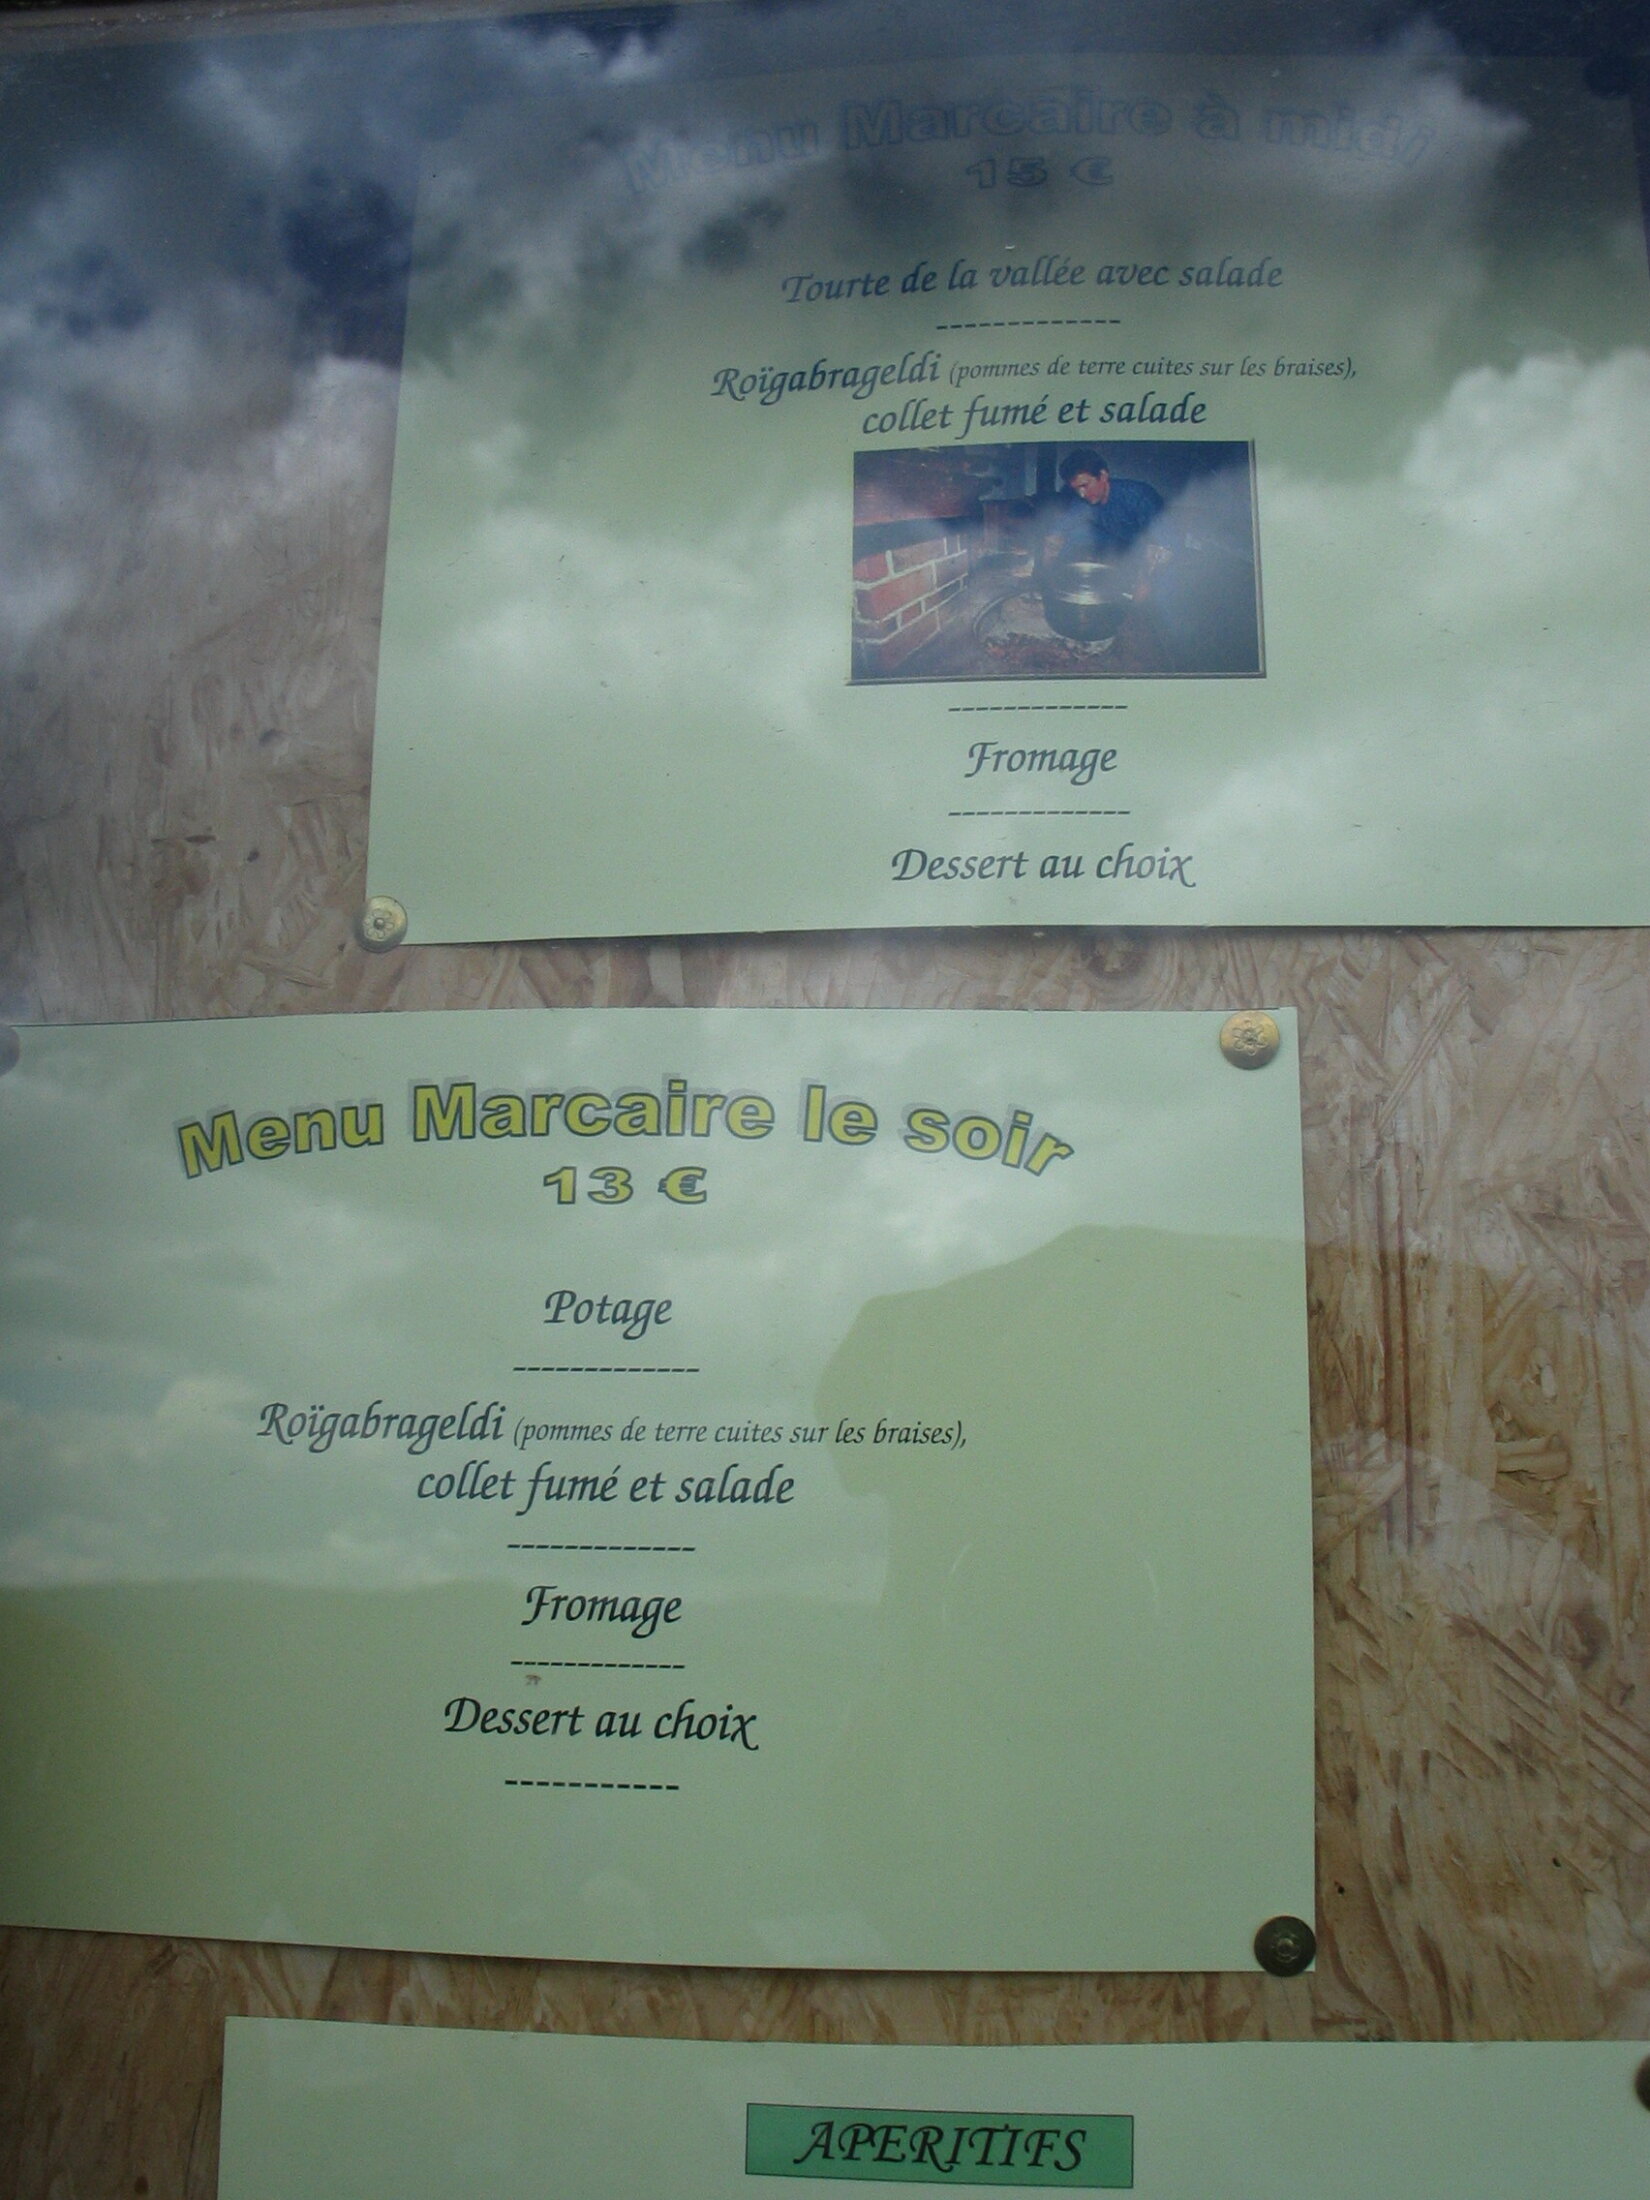 Menu Marcaire à midi
15 €
Tourte de la vallée avec salade
-------------
Roïgabrageldi (pommes de terre cuites sur les braises),
collet fumé et salade
-------------
Fromage
-------------
Dessert au choix
Menu Marcaire le soir
13 €
Potage
-------------
Roïgabrageldi (pommes de terre cuites sur les braises),
collet fumé et salade
-------------
Fromage
-------------
Dessert au choix
------------
APERITIFS